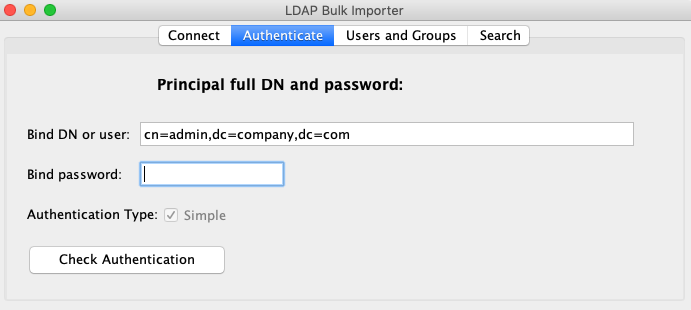 LDAP Bulk Importer
Connect Authenticate Users and Groups Search
Principal full DN and password:
Bind DN or user: cn=admin,dc=company,dc=com
Bind password:
Authentication Type: Simple
Check Authentication